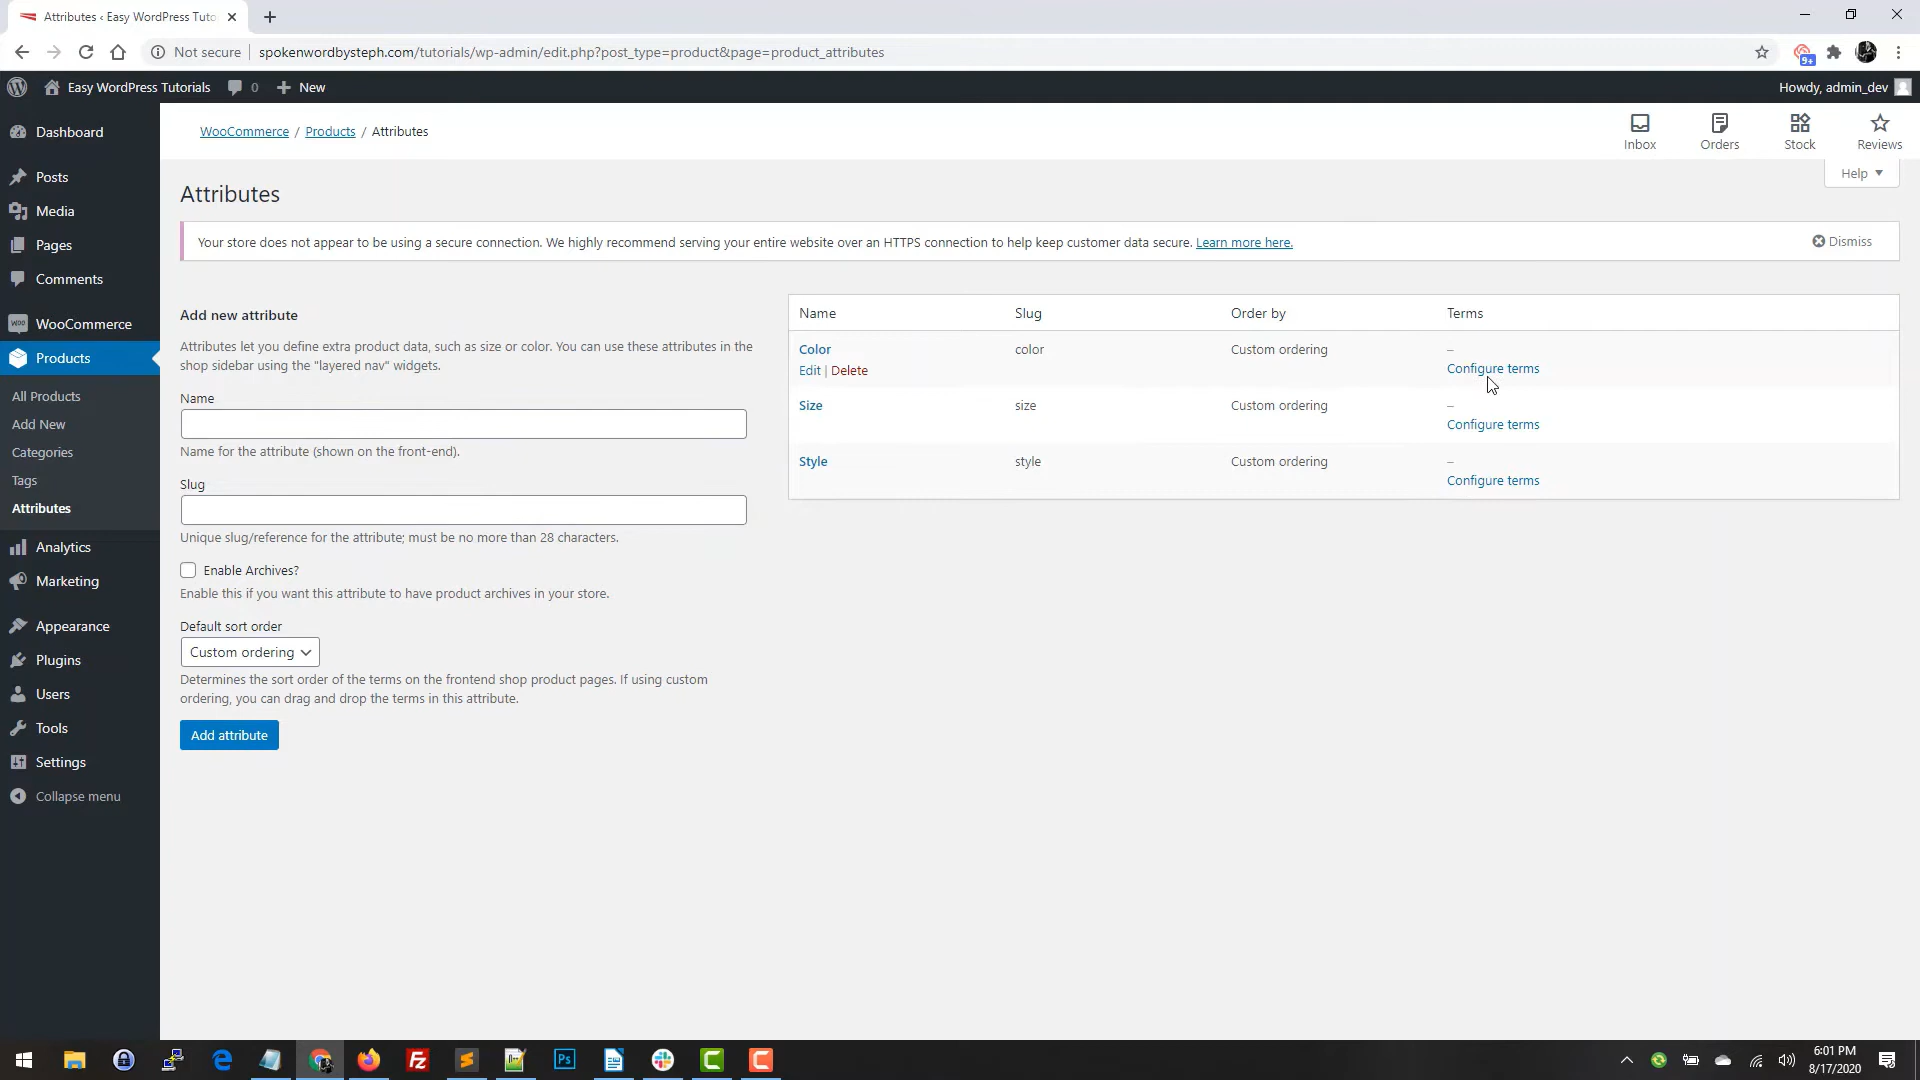 Attributes ‹ Easy WordPress Tuto
Not secure
spokenwordbysteph.com/tutorials/wp-admin/edit.php?post_type=product&page=product_attributes
9+
Easy WordPress Tutorials
0
New
Howdy, admin_dev
Dashboard
Posts
Media
Pages
Comments
WooCommerce
Products
All Products
Add New
Categories
Tags
Attributes
Analytics
Marketing
Appearance
Plugins
Users
Tools
Settings
Collapse menu
WooCommerce / Products / Attributes
Inbox
Orders
Stock
Reviews
Help
Attributes
Your store does not appear to be using a secure connection. We highly recommend serving your entire website over an HTTPS connection to help keep customer data secure. Learn more here.
Dismiss
Add new attribute
Attributes let you define extra product data, such as size or color. You can use these attributes in the
shop sidebar using the "layered nav" widgets.
Name
Name for the attribute (shown on the front-end).
Slug
Unique slug/reference for the attribute; must be no more than 28 characters.
Enable Archives?
Enable this if you want this attribute to have product archives in your store.
Default sort order
Custom ordering
Determines the sort order of the terms on the frontend shop product pages. If using custom
ordering, you can drag and drop the terms in this attribute.
Add attribute
Name Slug Order by Terms
Color color Custom ordering –
Edit | Delete Configure terms
Size size Custom ordering –
Configure terms
Style style Custom ordering –
Configure terms
Ps
6:01 PM
8/17/2020